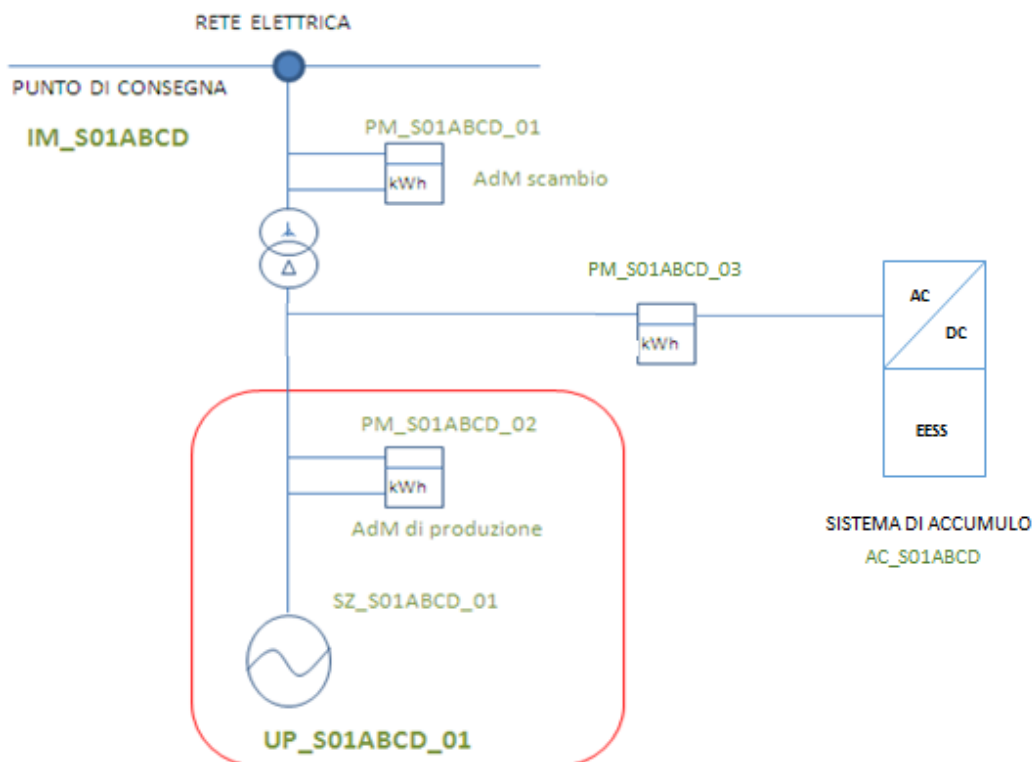 RETE ELETTRICA
PUNTO DI CONSEGNA
IM_S01ABCD
PM_S01ABCD_01
kWh
AdM scambio
PM_S01ABCD_03
kWh
AC
DC
EESS
SISTEMA DI ACCUMULO
AC_S01ABCD
PM_S01ABCD_02
kWh
AdM di produzione
SZ_S01ABCD_01
UP_S01ABCD_01